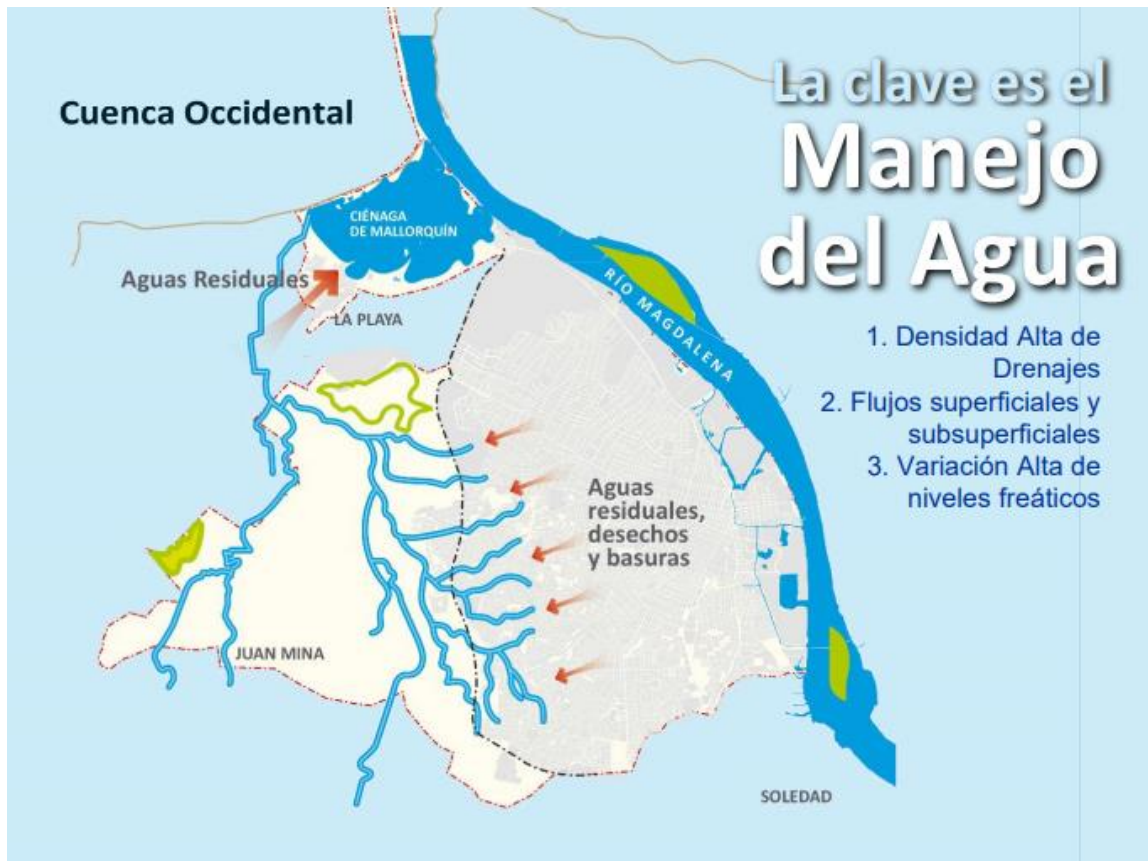 La clave es el
Manejo
del Agua
Cuenca Occidental
CIÉNAGA
DE MALLORQUÍN
Aguas Residuales
LA PLAYA
RÍO MAGDALENA
1. Densidad Alta de
Drenajes
2. Flujos superficiales y
subsuperficiales
3. Variación Alta de
niveles freáticos
Aguas
residuales,
desechos
y basuras
JUAN MINA
SOLEDAD